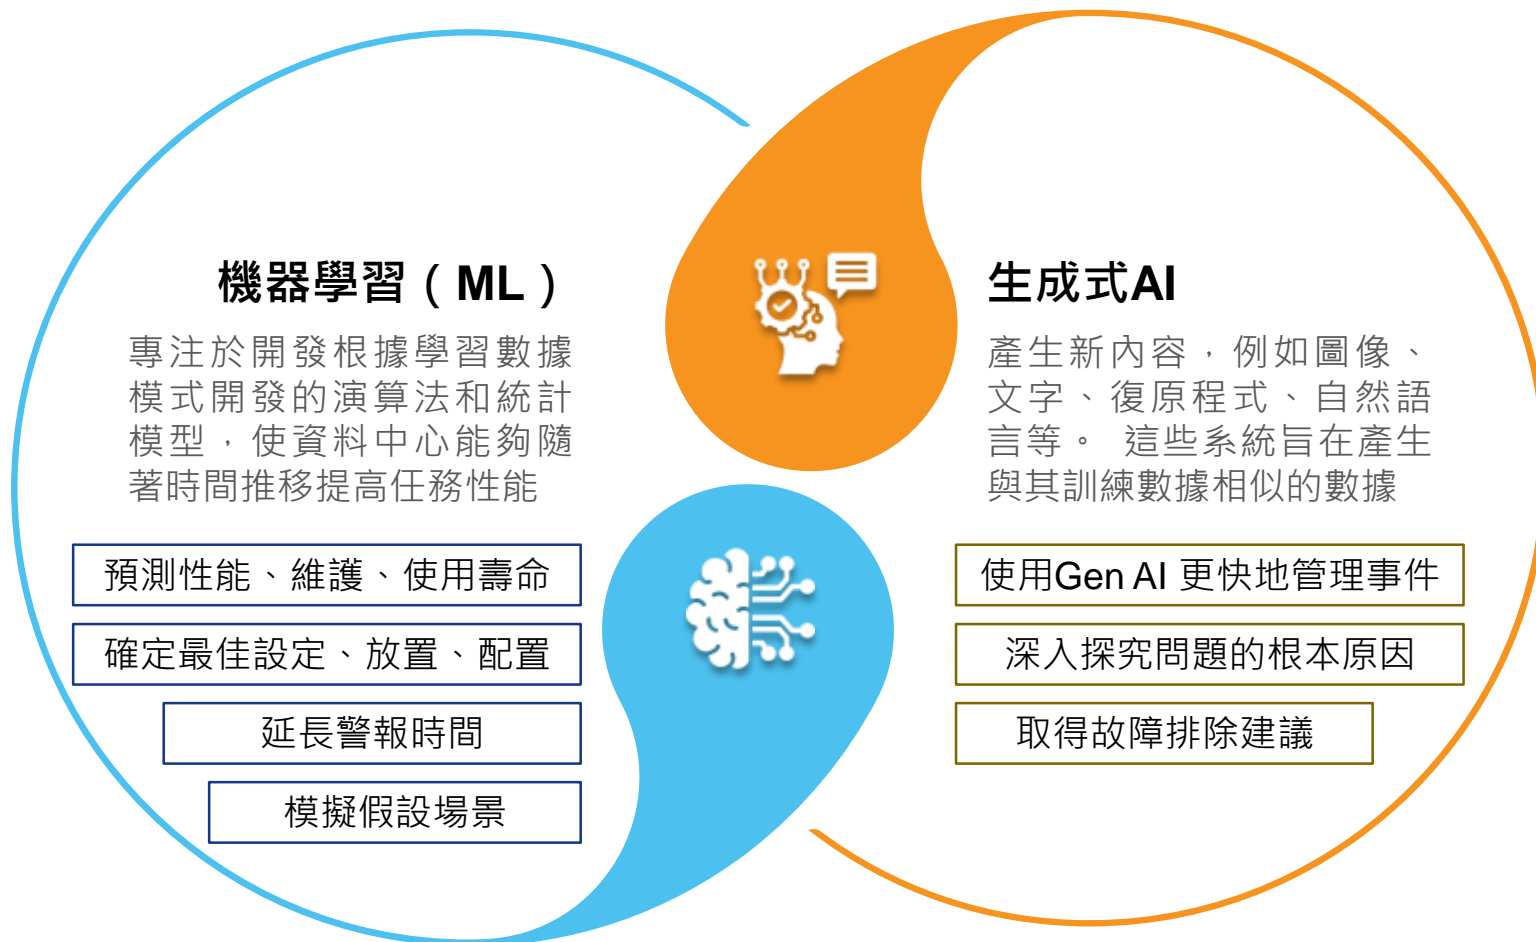 機器學習（ML）
專注於開發根據學習數據
模式開發的演算法和統計
模型，使資料中心能夠隨
著時間推移提高任務性能
預測性能、維護、使用壽命
確定最佳設定、放置、配置
延長警報時間
模擬假設場景
生成式AI
產生新內容，例如圖像、
文字、復原程式、自然語
言等。 這些系統旨在產生
與其訓練數據相似的數據
使用Gen AI 更快地管理事件
深入探究問題的根本原因
取得故障排除建議